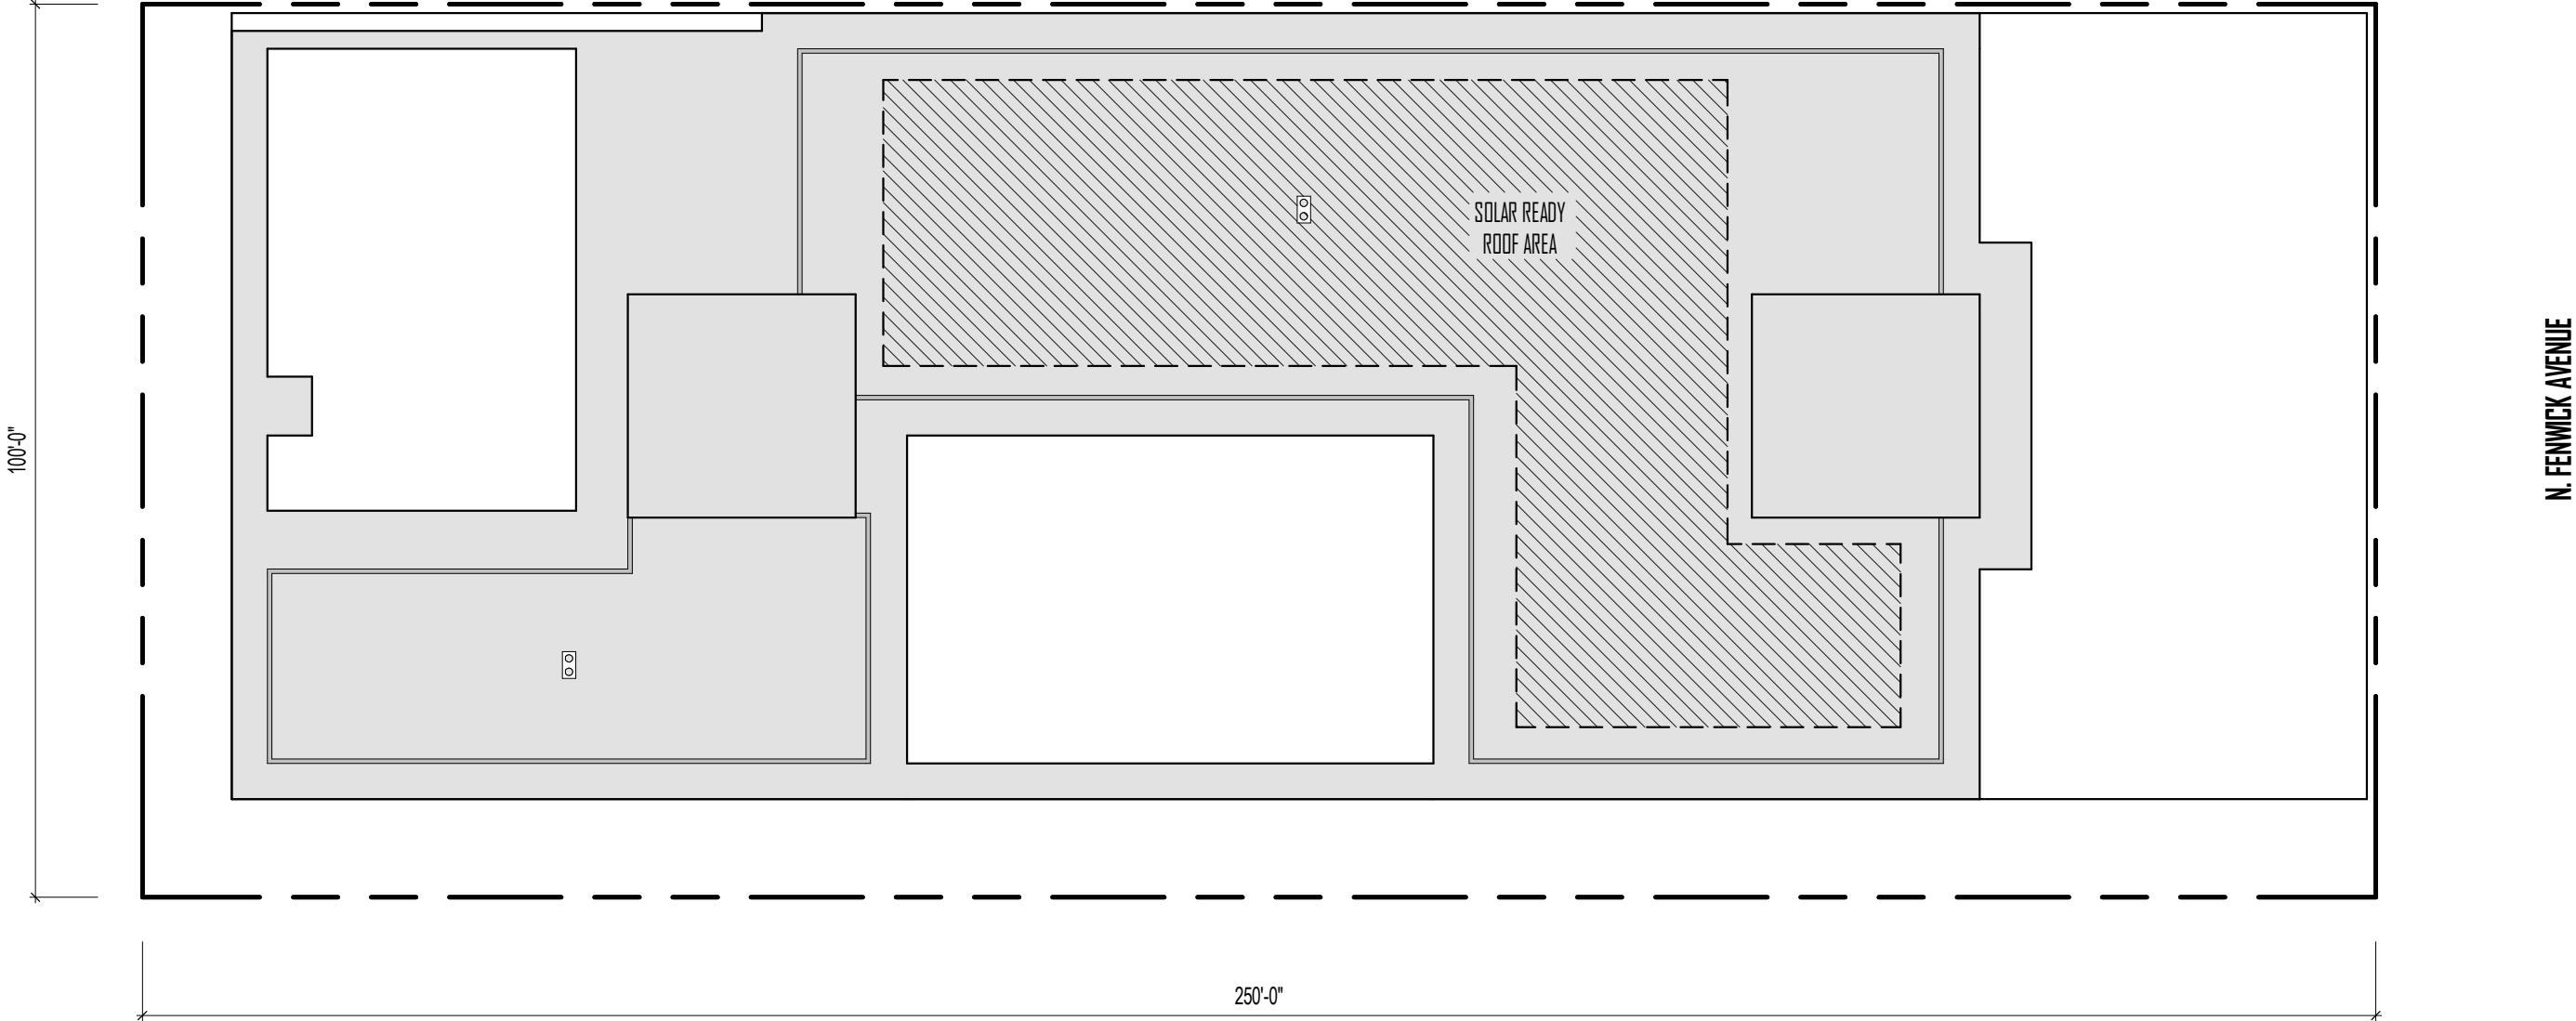 SOLAR READY
ROOF AREA
N. FENWICK AVENUE
100'-0"
250'-0"